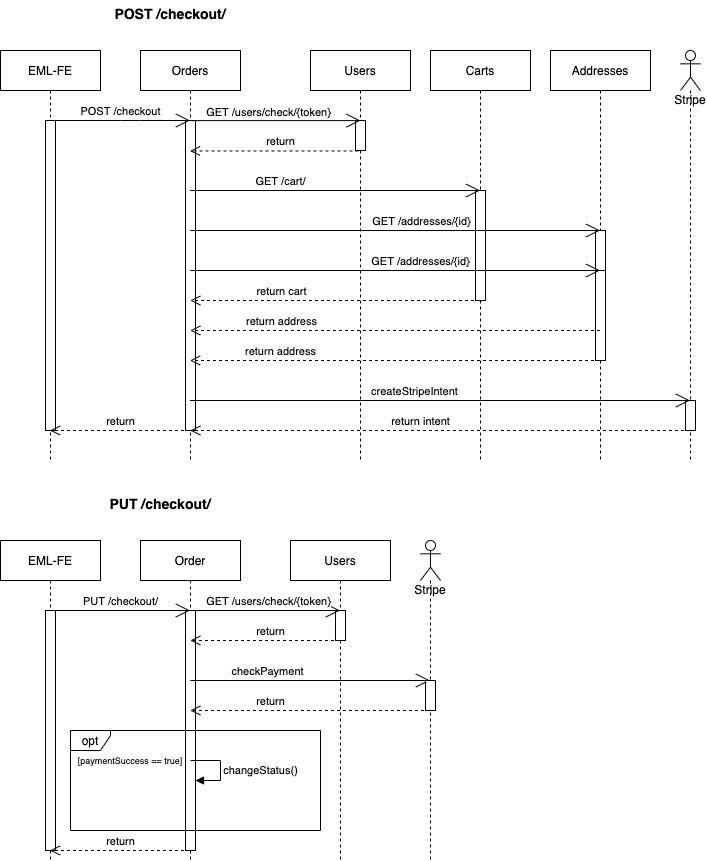 POST /checkout/
EML-FE Orders Users Carts Addresses
Stripe
POST /checkout GET /users/check/{token}
return
GET /cart/
GET /addresses/{id}
GET /addresses/{id}
return cart
return address
return address
createStripeIntent
return return intent
PUT /checkout/
EML-FE Order Users
Stripe
PUT /checkout/ GET /users/check/{token}
return
checkPayment
return
opt
[paymentSuccess == true]
changeStatus()
return